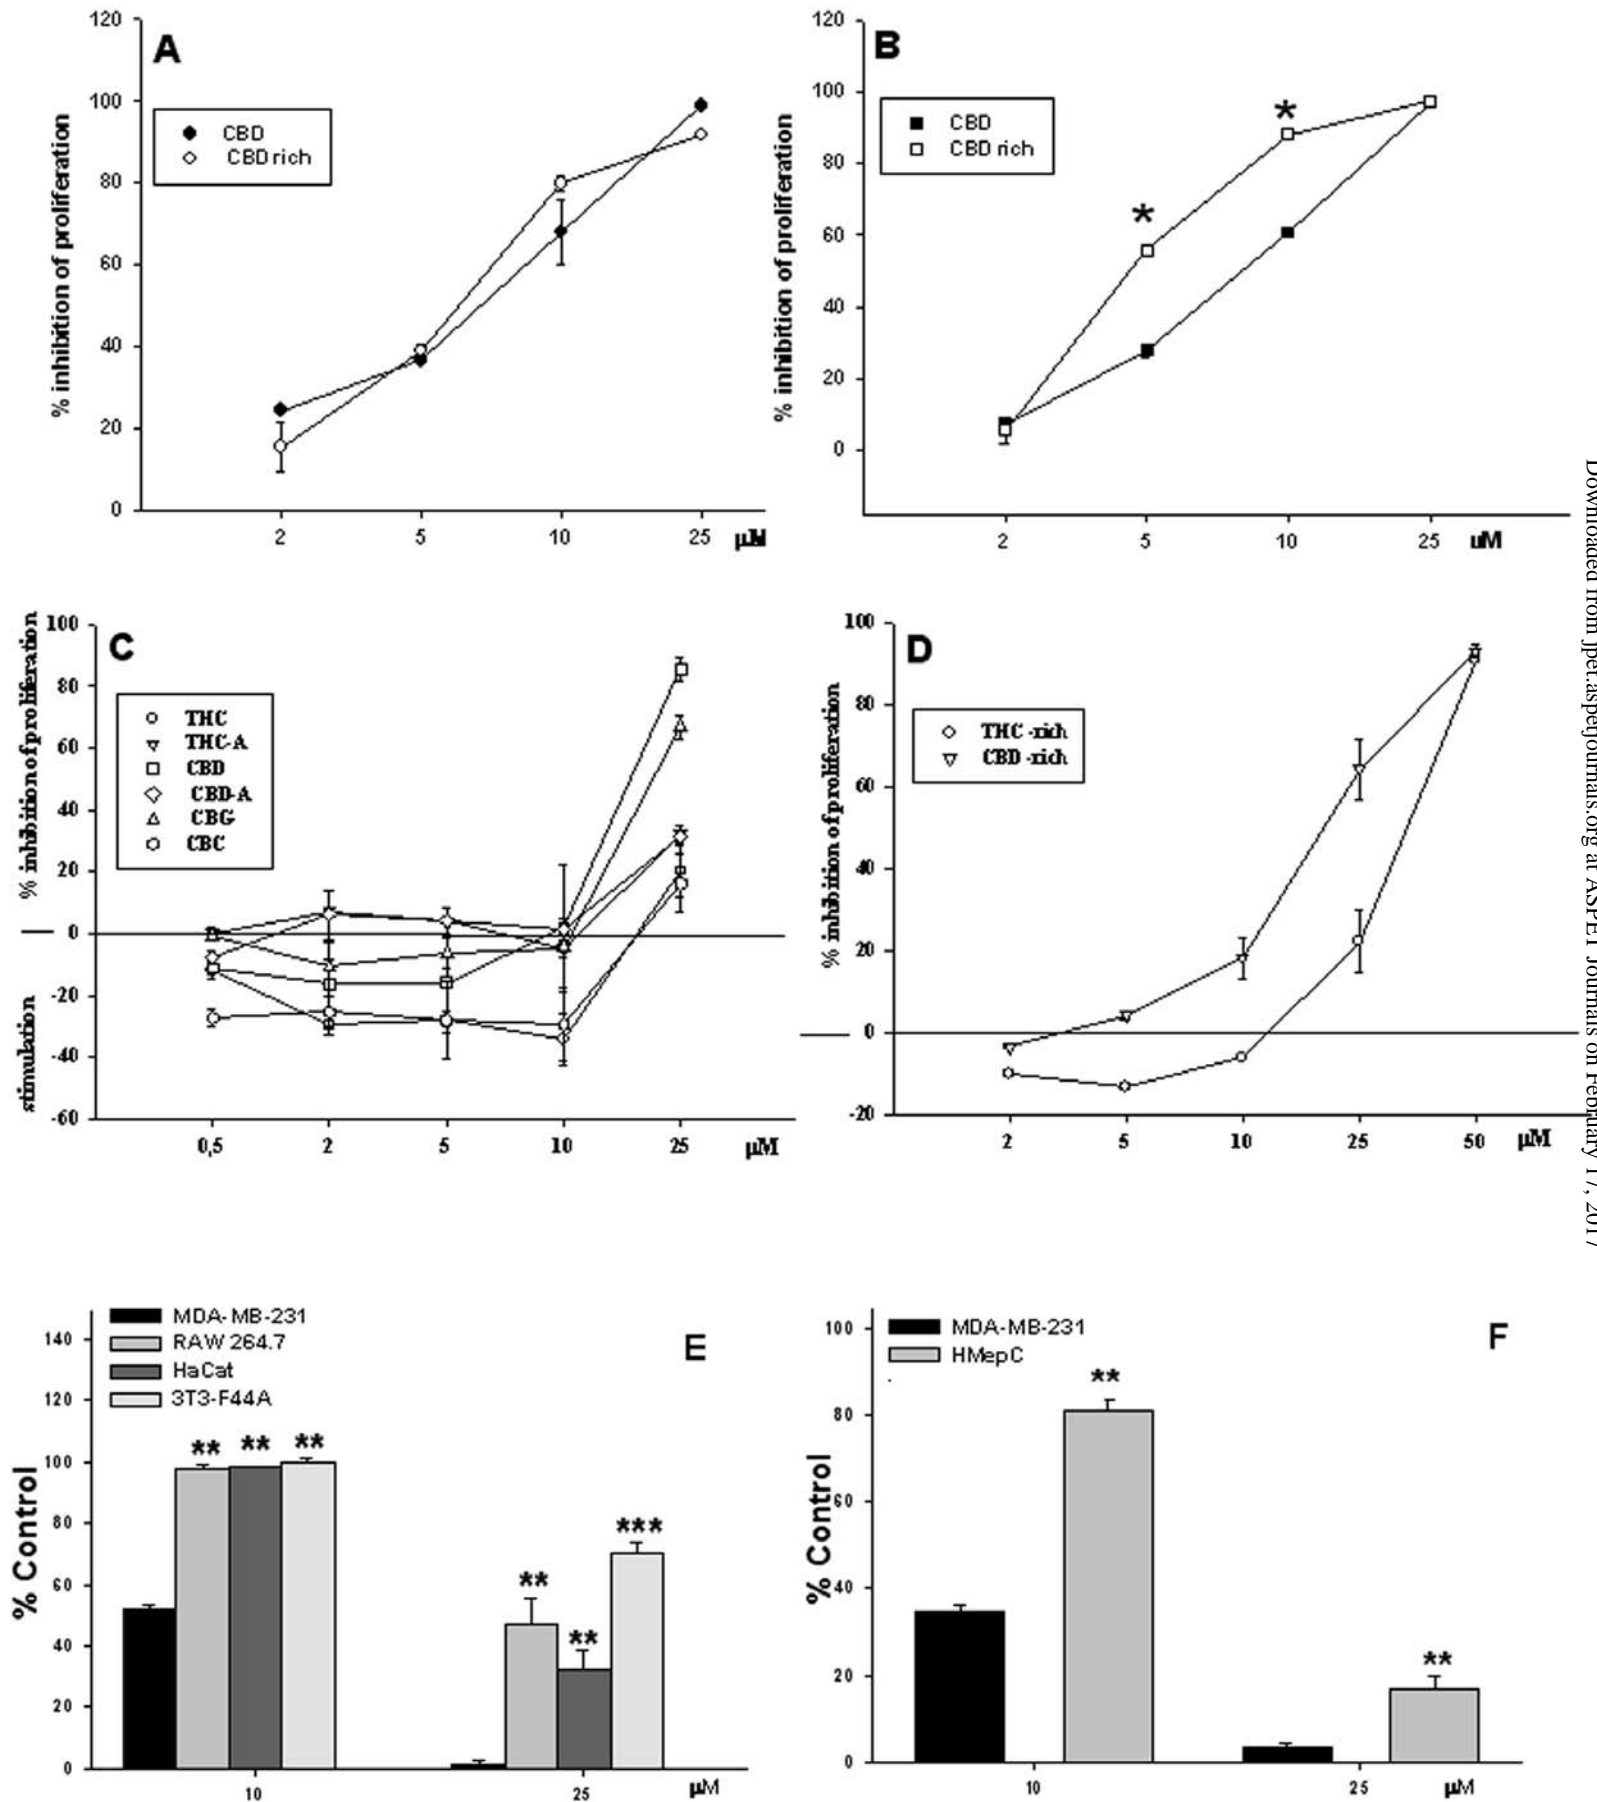 A
120
100
80
60
40
20
0
% inhibition of proliferation
CBD
CBD rich
2 5 10 25 µM
B
120
100
80
60
40
20
0
% inhibition of proliferation
CBD
CBD rich
*
*
2 5 10 25 uM
C
100
80
60
40
20
0
-20
-40
-60
% inhibition of proliferation
stimulation
THC
THC-A
CBD
CBD-A
CBG
CBC
0,5 2 5 10 25 µM
D
100
80
60
40
20
0
-20
% inhibition of proliferation
THC -rich
CBD -rich
2 5 10 25 50 µM
E
140
120
100
80
60
40
20
0
% Control
MDA-MB-231
RAW 264.7
HaCat
3T3-F44A
** ** **
** ** ***
10 25 µM
F
100
80
60
40
20
0
% Control
MDA-MB-231
HMepC
**
**
10 25 µM
Downloaded from jpet.aspetjournals.org at ASPET Journals on February 17, 2017